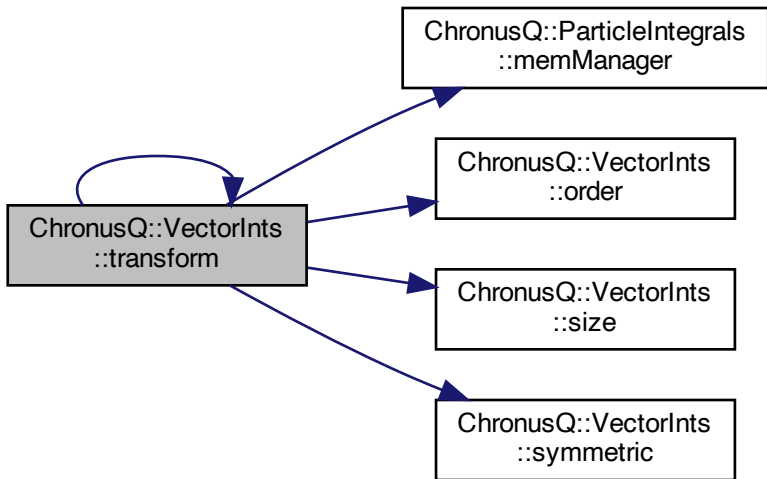 ChronusQ::ParticleIntegrals
::memManager
ChronusQ::VectorInts
::order
ChronusQ::VectorInts
::transform
ChronusQ::VectorInts
::size
ChronusQ::VectorInts
::symmetric